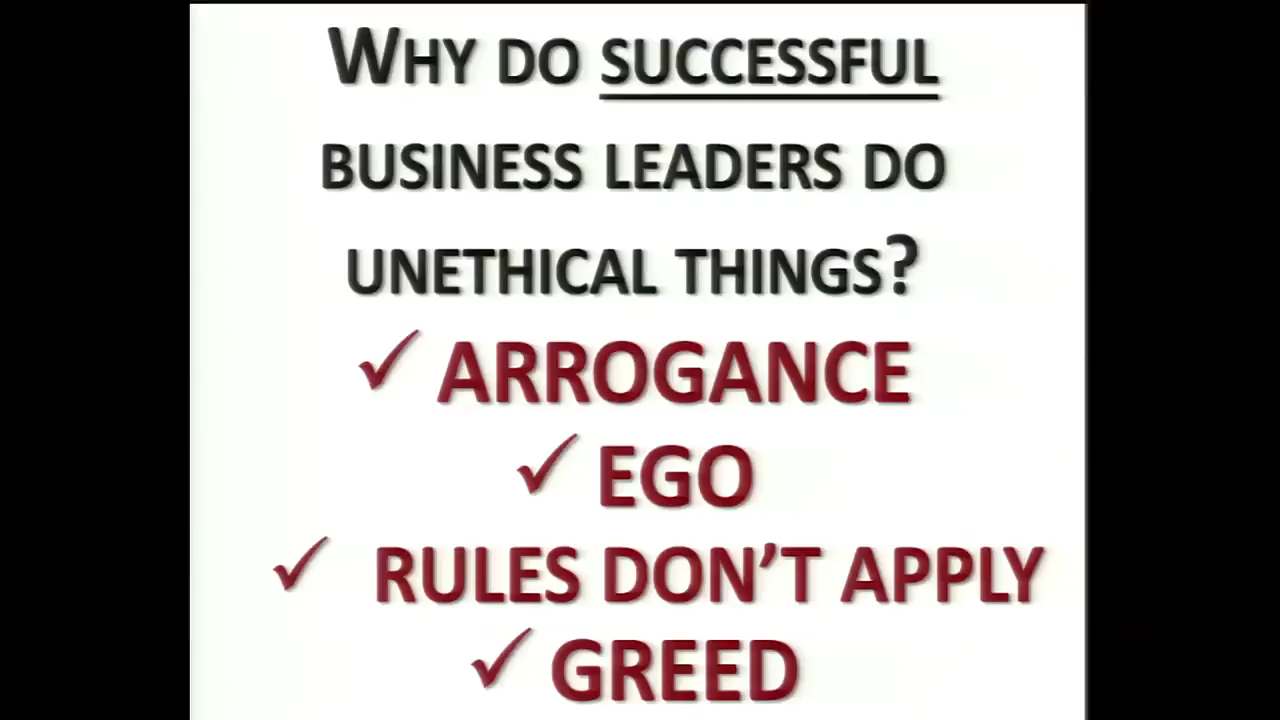 WHY DO SUCCESSFUL
BUSINESS LEADERS DO
UNETHICAL THINGS?
✓ ARROGANCE
✓ EGO
✓ RULES DON’T APPLY
✓ GREED